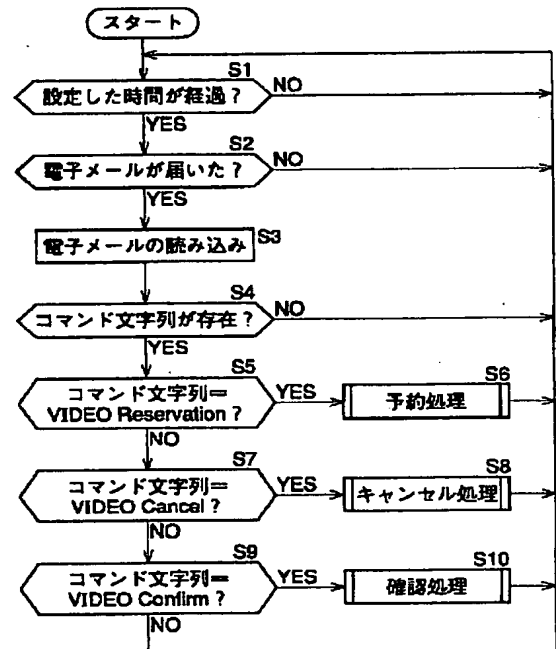 スタート
S1
設定した時間が経過?
NO
YES
S2
電子メールが届いた?
NO
YES
電子メールの読み込み
S3
S4
コマンド文字列が存在?
NO
YES
S5
コマンド文字列=
VIDEO Reservation?
YES
S6
予約処理
NO
S7
コマンド文字列=
VIDEO Cancel?
YES
S8
キャンセル処理
NO
S9
コマンド文字列=
VIDEO Confirm?
YES
S10
確認処理
NO